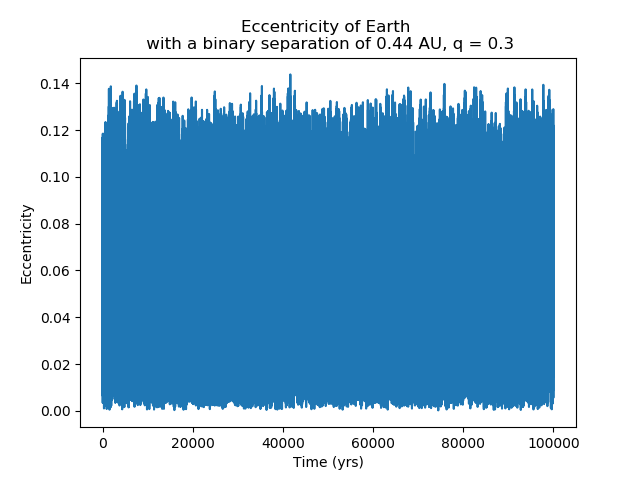 Eccentricity of Earth
with a binary separation of 0.44 AU, q = 0.3
0.14
0.12
0.10
0.08
0.06
0.04
0.02
0.00
Eccentricity
0 20000 40000 60000 80000 100000
Time (yrs)